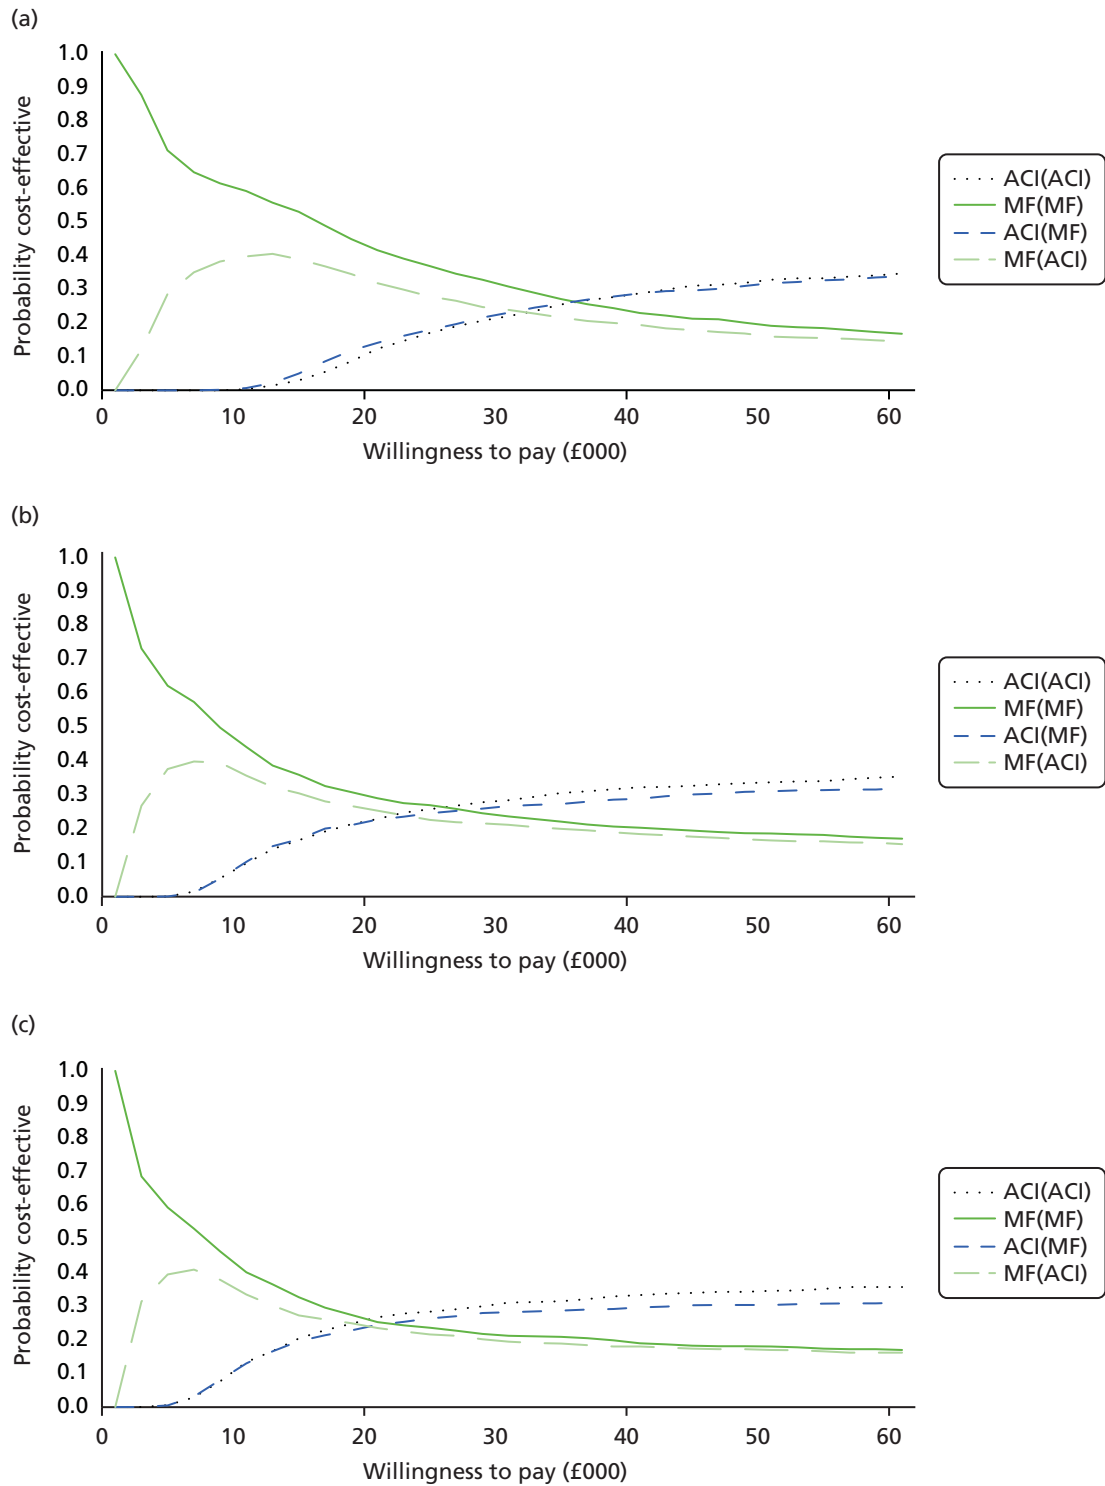 (a)
Probability cost-effective
1.0
0.9
0.8
0.7
0.6
0.5
0.4
0.3
0.2
0.1
0.0
0 10 20 30 40 50 60
Willingness to pay (£000)
ACI(ACI)
MF(MF)
ACI(MF)
MF(ACI)
(b)
Probability cost-effective
1.0
0.9
0.8
0.7
0.6
0.5
0.4
0.3
0.2
0.1
0.0
0 10 20 30 40 50 60
Willingness to pay (£000)
ACI(ACI)
MF(MF)
ACI(MF)
MF(ACI)
(c)
Probability cost-effective
1.0
0.9
0.8
0.7
0.6
0.5
0.4
0.3
0.2
0.1
0.0
0 10 20 30 40 50 60
Willingness to pay (£000)
ACI(ACI)
MF(MF)
ACI(MF)
MF(ACI)